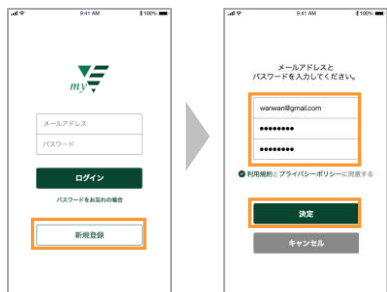 9:41 AM
100%
my
メールアドレス
パスワード
ログイン
パスワードをお忘れの場合
新規登録
9:41 AM
100%
メールアドレスと
パスワードを入力してください。
wanwan@gmail.com
●●●●●●●●
●●●●●●●●
利用規約とプライバシーポリシーに同意する
決定
キャンセル